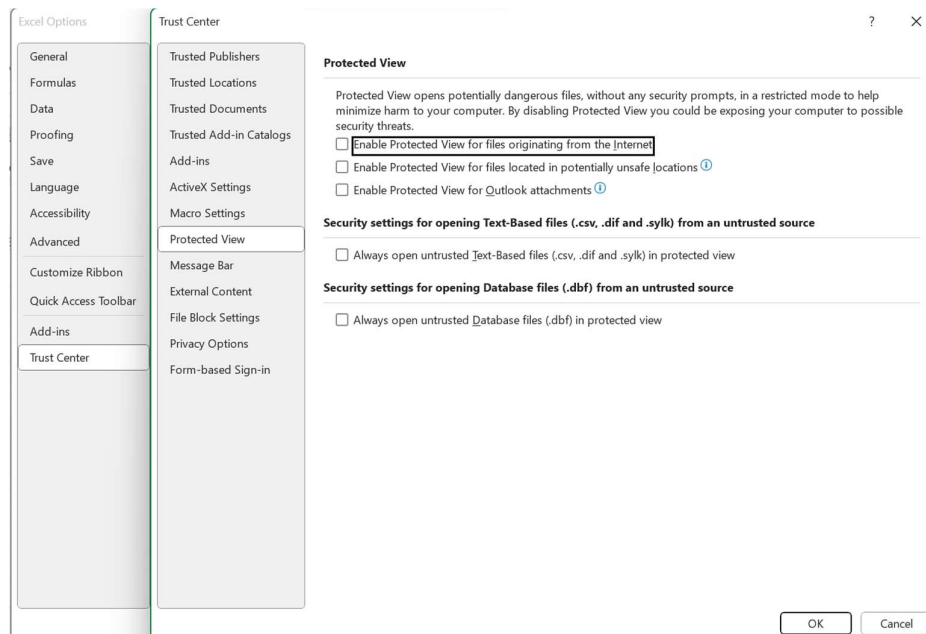 Excel Options
Trust Center
?
General
Formulas
Data
Proofing
Save
Language
Accessibility
Advanced
Customize Ribbon
Quick Access Toolbar
Add-ins
Trust Center
Trusted Publishers
Trusted Locations
Trusted Documents
Trusted Add-in Catalogs
Add-ins
ActiveX Settings
Macro Settings
Protected View
Message Bar
External Content
File Block Settings
Privacy Options
Form-based Sign-in
Protected View
Protected View opens potentially dangerous files, without any security prompts, in a restricted mode to help
minimize harm to your computer. By disabling Protected View you could be exposing your computer to possible
security threats.
Enable Protected View for files originating from the Internet
Enable Protected View for files located in potentially unsafe locations
Enable Protected View for Outlook attachments
Security settings for opening Text-Based files (.csv, .dif and .sylk) from an untrusted source
Always open untrusted Text-Based files (.csv, .dif and .sylk) in protected view
Security settings for opening Database files (.dbf) from an untrusted source
Always open untrusted Database files (.dbf) in protected view
OK
Cancel